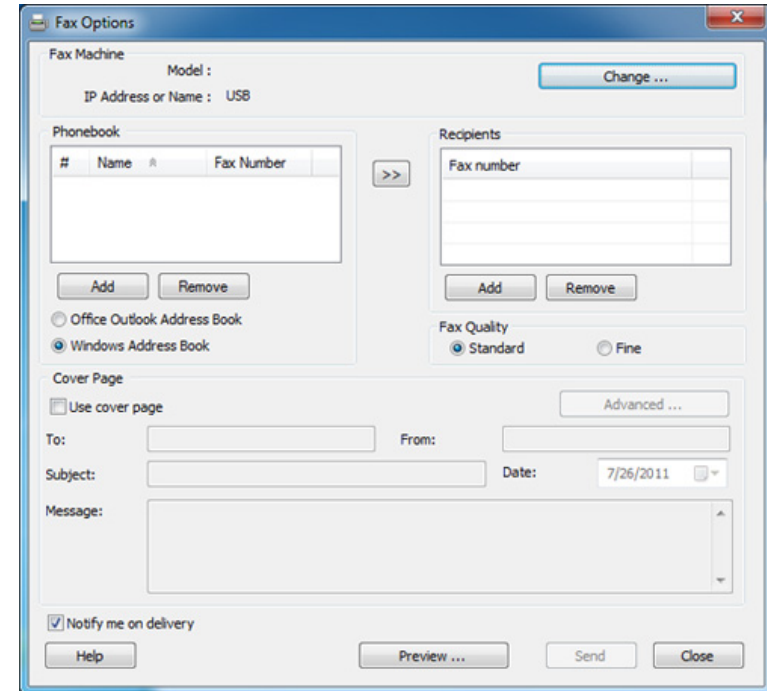 Fax Options
Fax Machine
Model :
Change ...
IP Address or Name : USB
Phonebook
# Name Fax Number
>>
Recipients
Fax number
Add Remove
Add Remove
Office Outlook Address Book
Windows Address Book
Fax Quality
Standard Fine
Cover Page
Use cover page
Advanced ...
To: From:
Subject: Date: 7/26/2011
Message:
Notify me on delivery
Help Preview ... Send Close